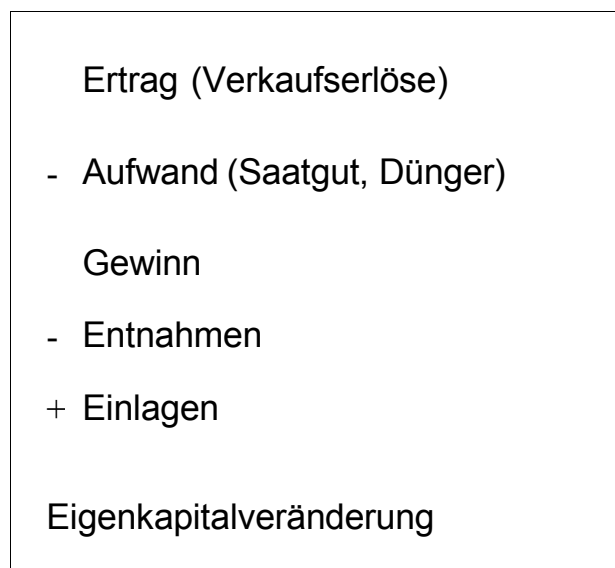 Ertrag (Verkaufserlöse)
- Aufwand (Saatgut, Dünger)
Gewinn
- Entnahmen
+ Einlagen
Eigenkapitalveränderung